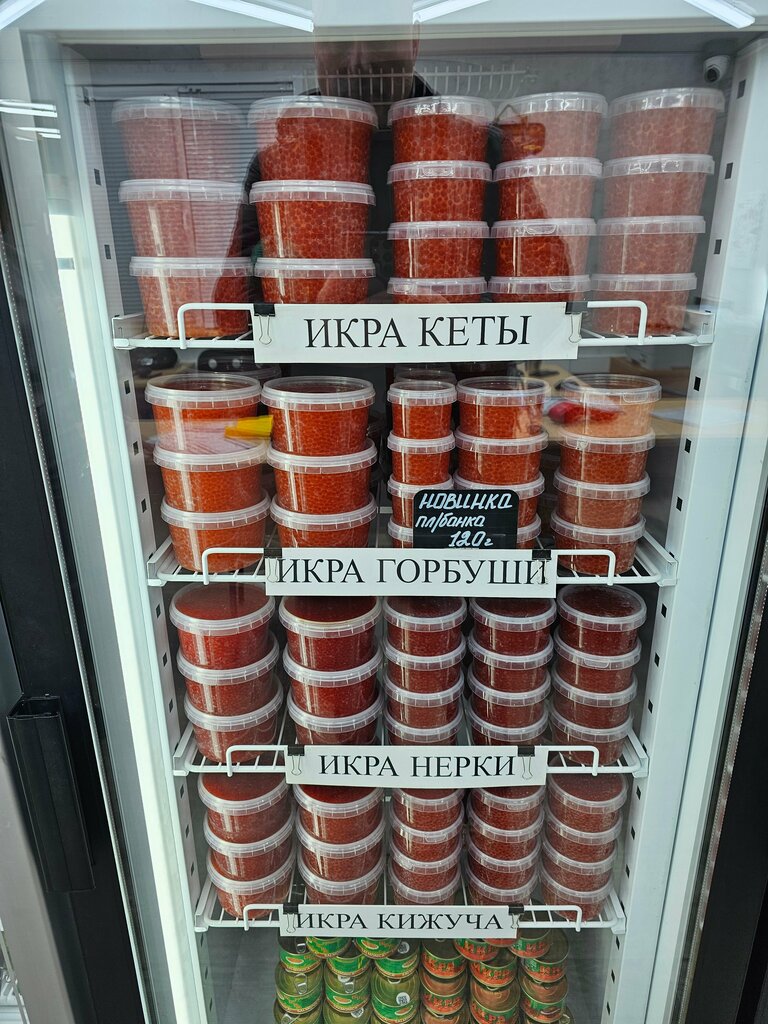 ИКРА КЕТЫ
НОВИНКА
пл/банка
120г
ИКРА ГОРБУШИ
ИКРА НЕРКИ
ИКРА КИЖУЧА